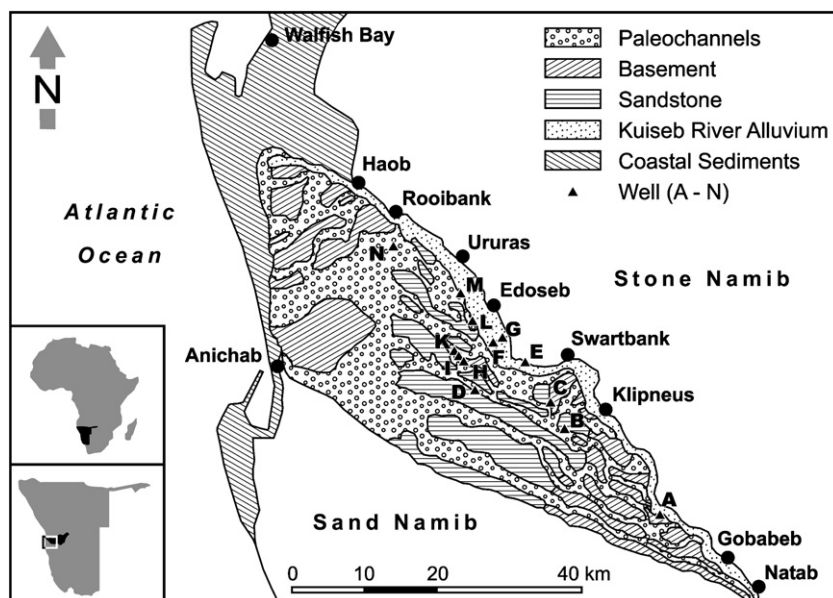 Walfish Bay
N
Paleochannels
Basement
Sandstone
Kuiseb River Alluvium
Coastal Sediments
Well (A - N)
Haob
Rooibank
Atlantic
Ocean
Ururas
N
Stone Namib
M
Edoseb
L
G
Swartbank
K
F
E
Anichab
I
H
C
D
Klipneus
B
A
Sand Namib
Gobabeb
Natab
0 10 20 40 km